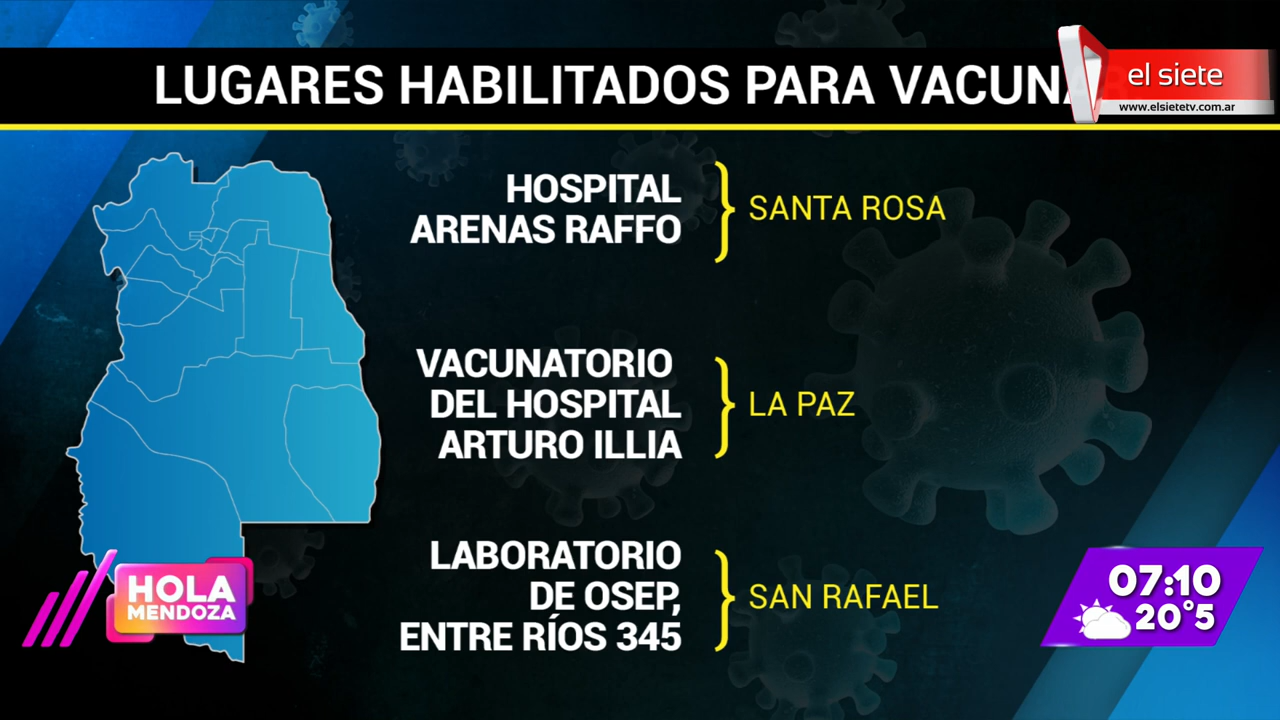 LUGARES HABILITADOS PARA
el siete
www.elsietetv.com.ar
HOSPITAL
ARENAS RAFFO
SANTA ROSA
VACUNATORIO
DEL HOSPITAL
ARTURO ILLIA
LA PAZ
LABORATORIO
DE OSEP,
ENTRE RÍOS 345
SAN RAFAEL
HOLA
MENDOZA
07:10
20°5